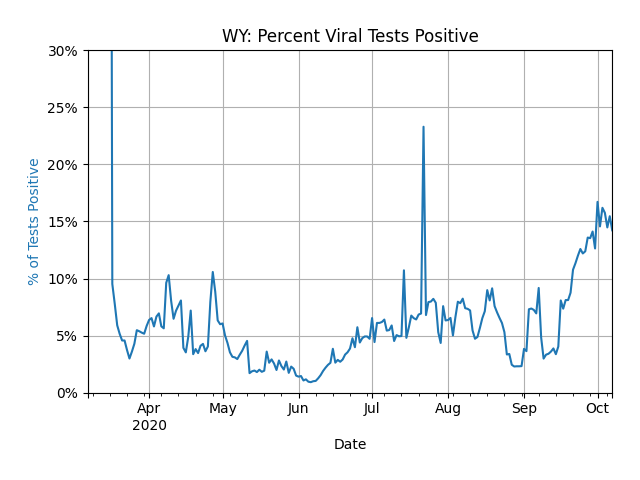 WY: Percent Viral Tests Positive
30%
25%
20%
15%
10%
5%
0%
% of Tests Positive
Apr May Jun Jul Aug Sep Oct
2020
Date